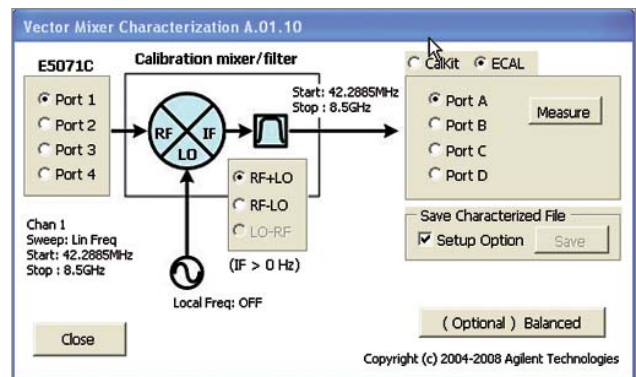 Vector Mixer Characterization A.01.10
E5071C
Port 1
Port 2
Port 3
Port 4
Chan 1
Sweep: Lin Freq
Start: 42.2885MHz
Stop : 8.5GHz
Close
Calibration mixer/filter
RF
IF
LO
Start: 42.2885MHz
Stop : 8.5GHz
RF+LO
RF-LO
LO-RF
(IF > 0 Hz)
Local Freq: OFF
CalKit
ECAL
Port A
Port B
Port C
Port D
Measure
Save Characterized File
Setup Option
Save
( Optional ) Balanced
Copyright (c) 2004-2008 Agilent Technologies